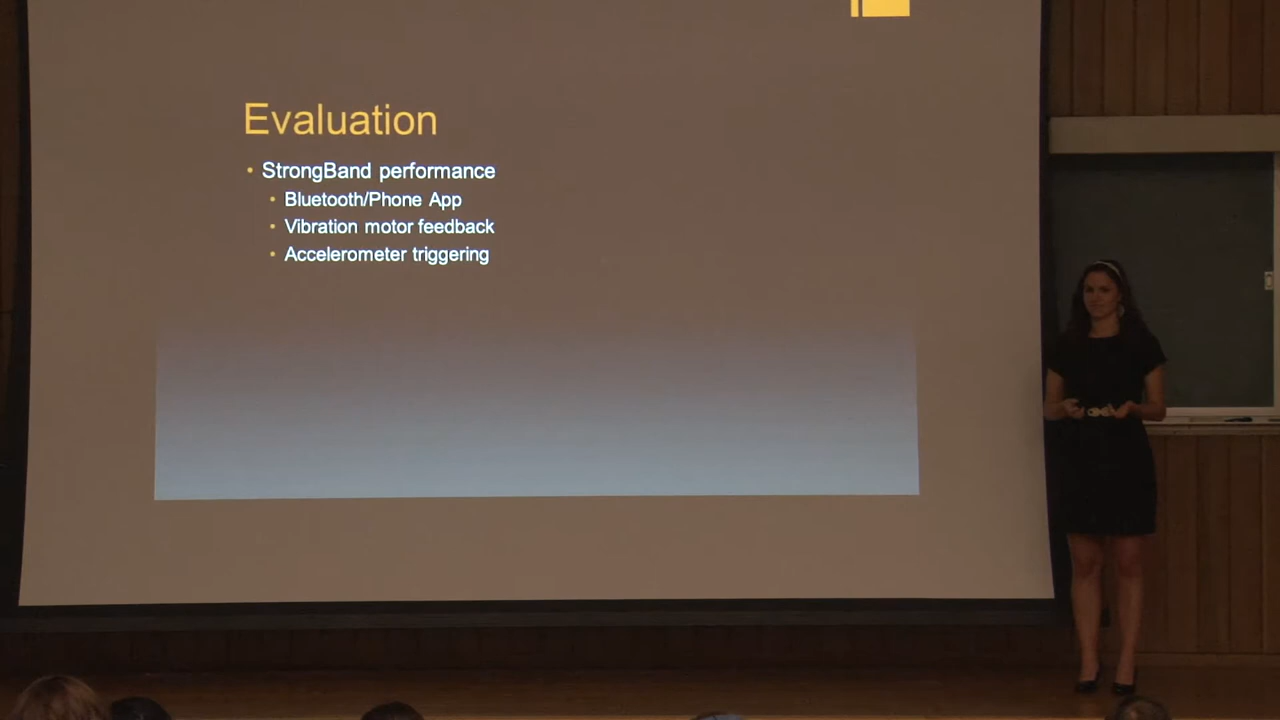 Evaluation
• StrongBand performance
• Bluetooth/Phone App
• Vibration motor feedback
• Accelerometer triggering